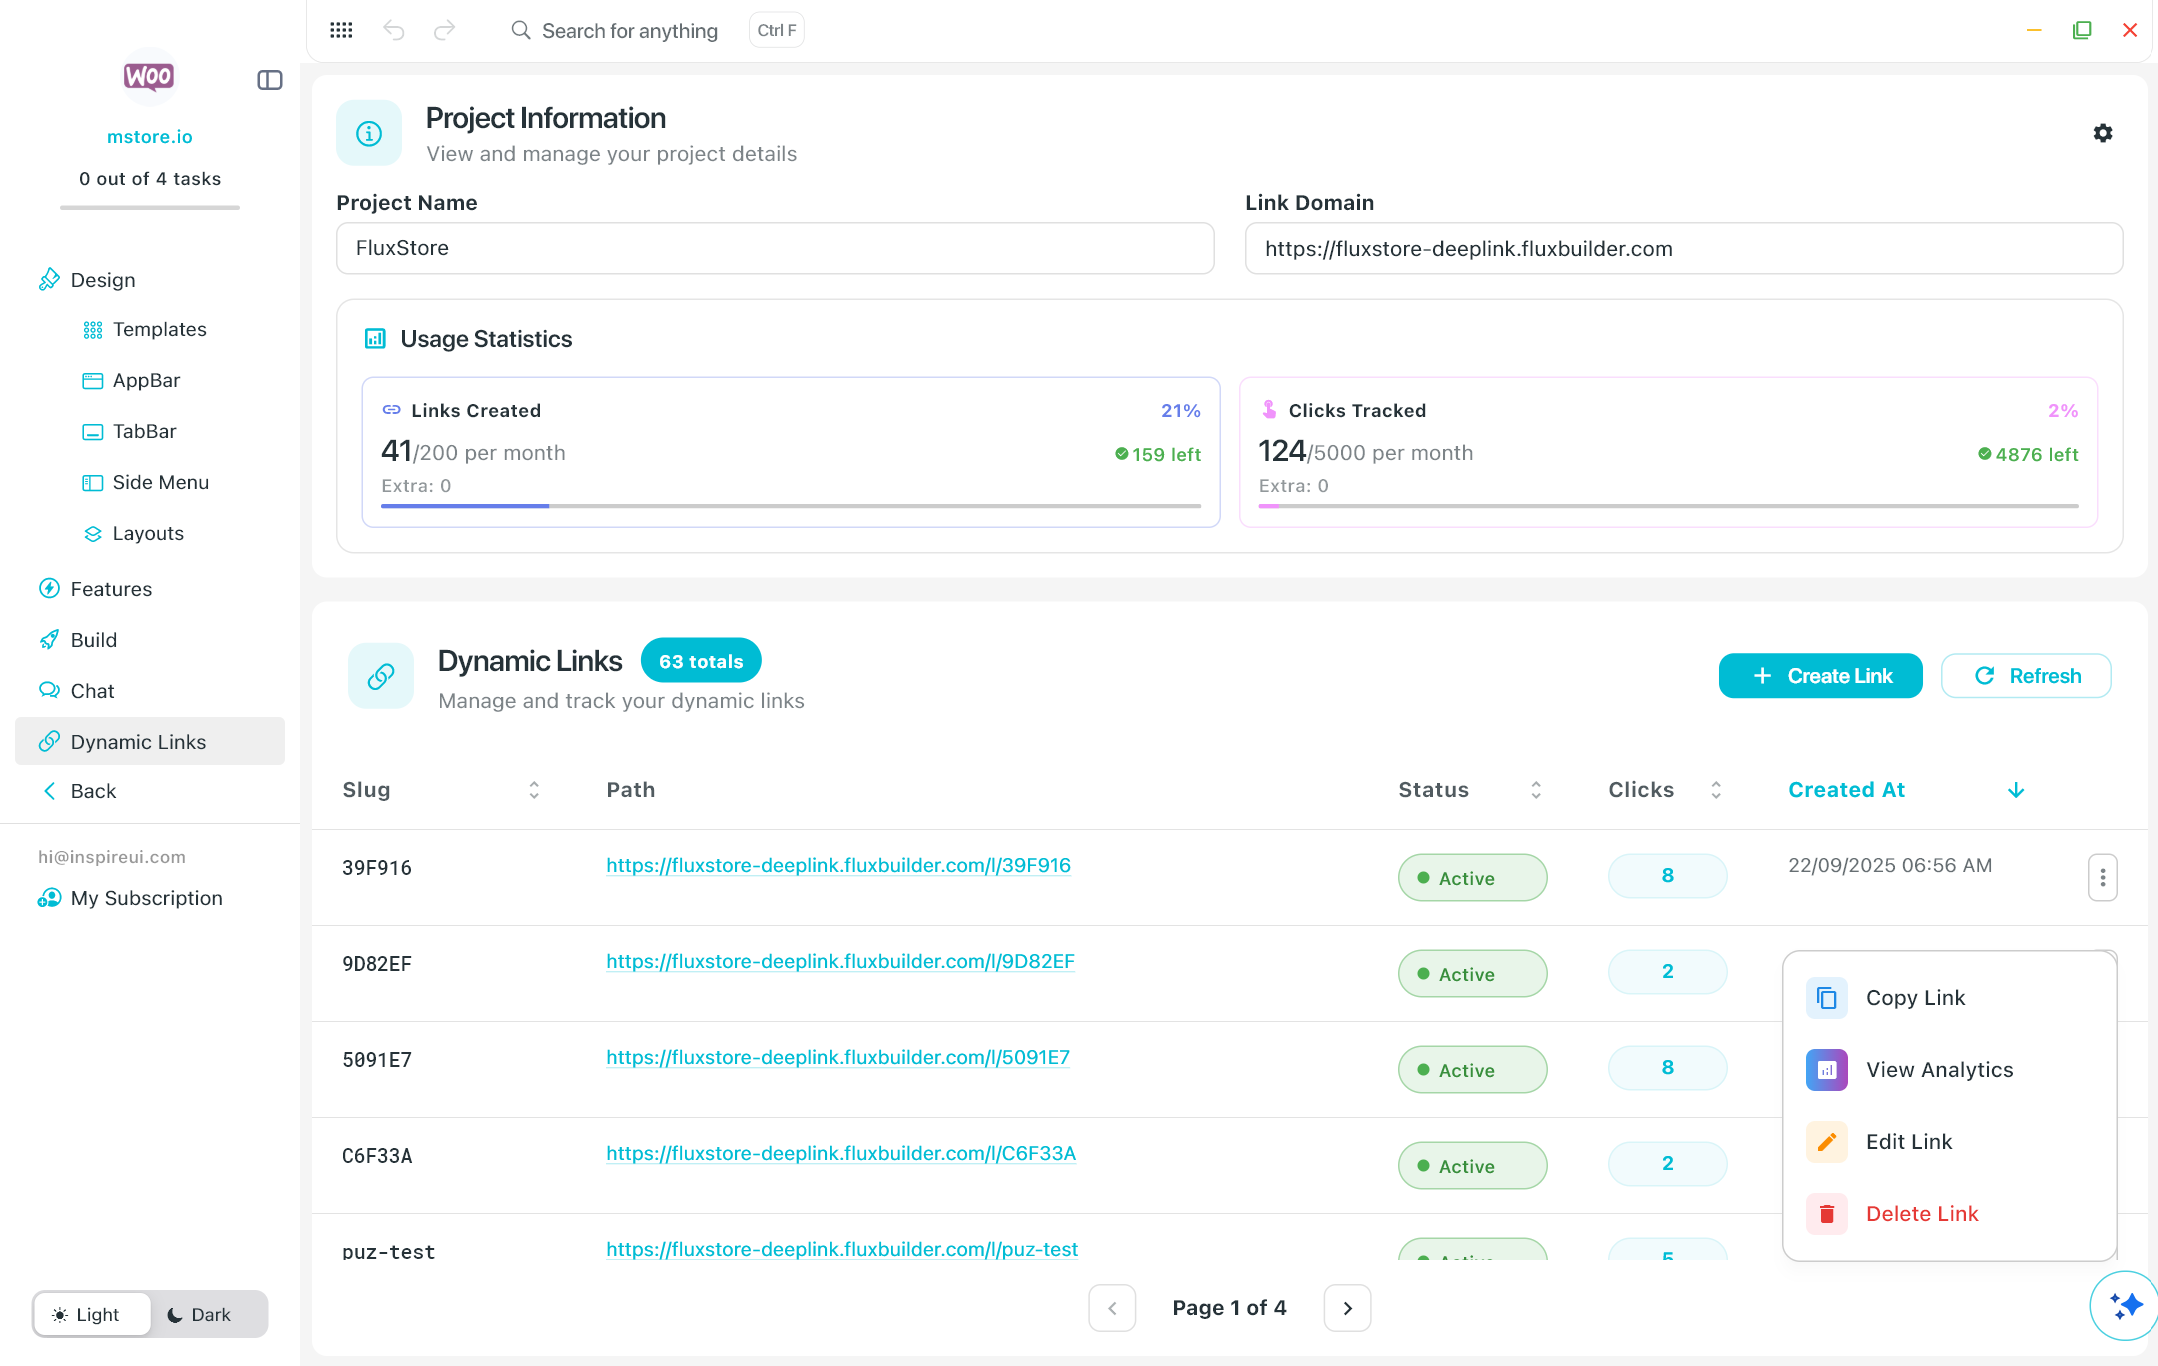 Search for anything
Ctrl F
WOO
mstore.io
0 out of 4 tasks
Design
Templates
AppBar
TabBar
Side Menu
Layouts
Features
Build
Chat
Dynamic Links
Back
hi@inspireui.com
My Subscription
Light
Dark
Project Information
View and manage your project details
Project Name
FluxStore
Link Domain
https://fluxstore-deeplink.fluxbuilder.com
Usage Statistics
Links Created
21%
41/200 per month
159 left
Extra: 0
Clicks Tracked
2%
124/5000 per month
4876 left
Extra: 0
Dynamic Links
63 totals
Manage and track your dynamic links
Create Link
Refresh
Slug
Path
Status
Clicks
Created At
39F916
https://fluxstore-deeplink.fluxbuilder.com/l/39F916
Active
8
22/09/2025 06:56 AM
9D82EF
https://fluxstore-deeplink.fluxbuilder.com/l/9D82EF
Active
2
5091E7
https://fluxstore-deeplink.fluxbuilder.com/l/5091E7
Active
8
C6F33A
https://fluxstore-deeplink.fluxbuilder.com/l/C6F33A
Active
2
puz-test
https://fluxstore-deeplink.fluxbuilder.com/l/puz-test
Active
5
Copy Link
View Analytics
Edit Link
Delete Link
Page 1 of 4